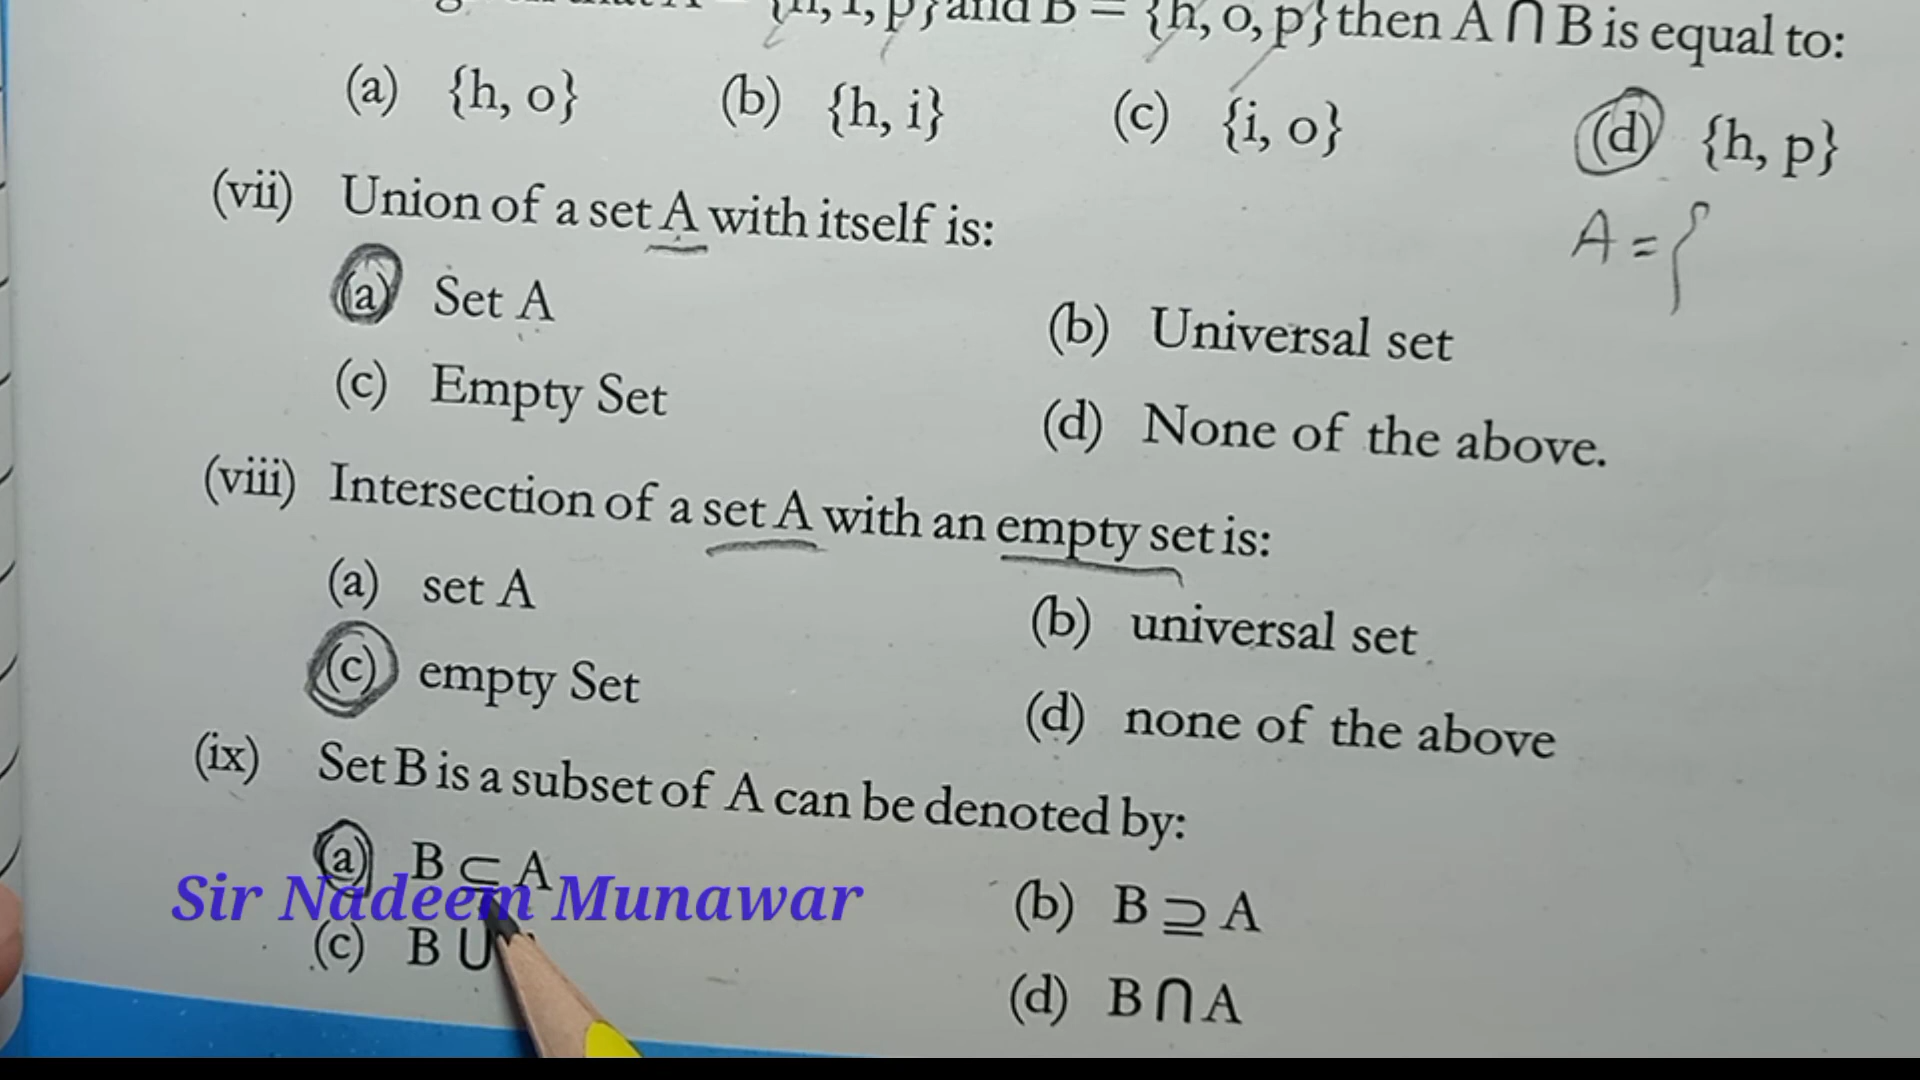 {h, i, p} and B = {h, o, p} then A ∩ B is equal to:
(a) {h, o} (b) {h, i} (c) {i, o} (d) {h, p}
(vii) Union of a set A with itself is:
A = {
(a) Set A (b) Universal set
(c) Empty Set (d) None of the above.
(viii) Intersection of a set A with an empty set is:
(a) set A (b) universal set
(c) empty Set (d) none of the above
(ix) Set B is a subset of A can be denoted by:
(a) B ⊆ A (b) B ⊇ A
Sir Nadeem Munawar
(c) B ∪ (d) B ∩ A